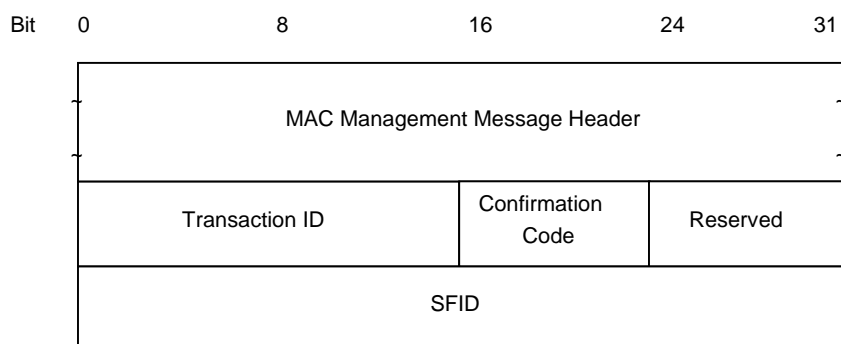 Bit 0 8 16 24 31
~ ~
MAC Management Message Header
~ ~
Transaction ID Confirmation Code Reserved
SFID